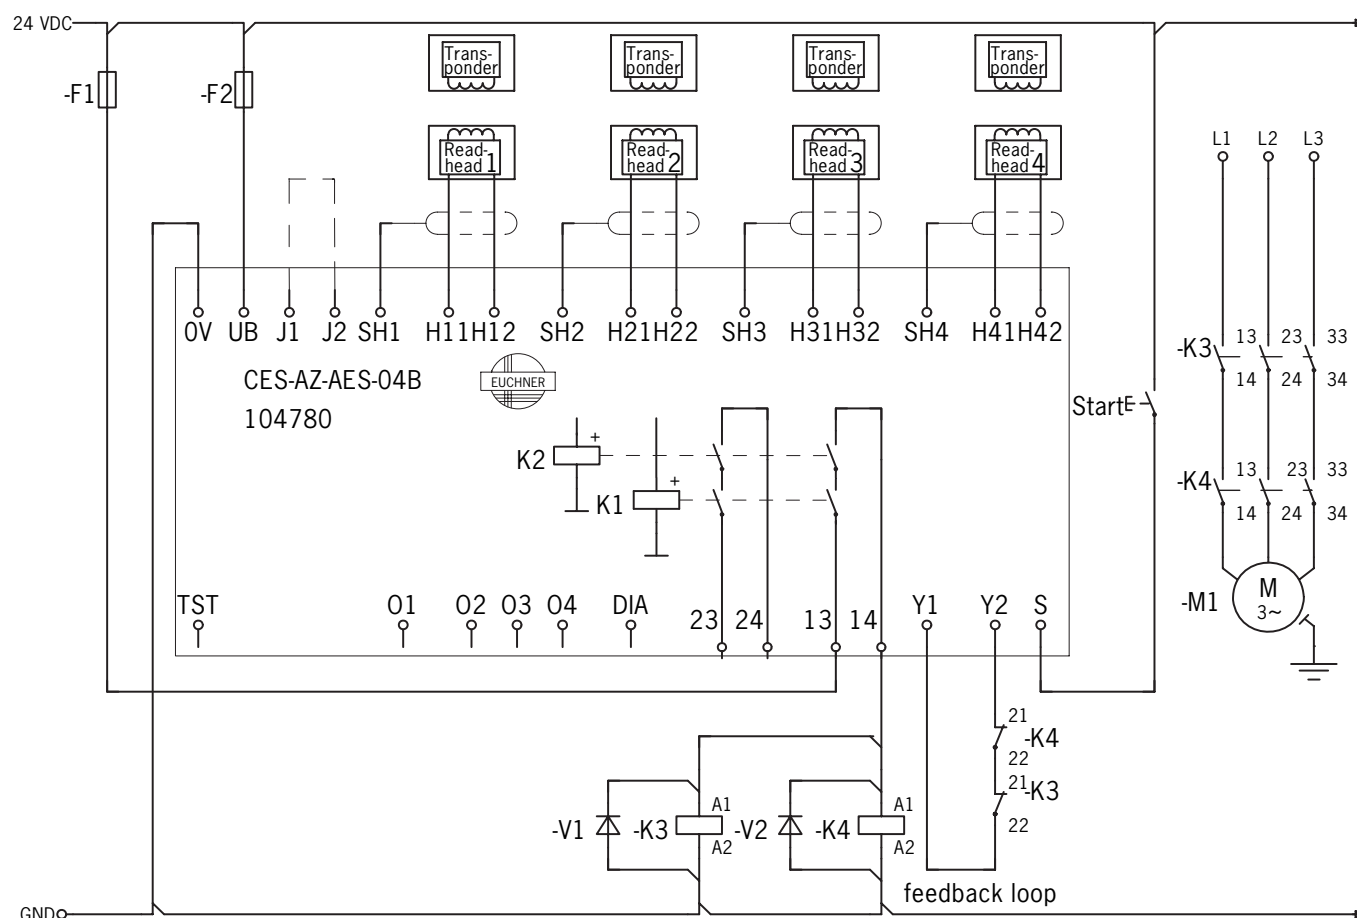 24 VDC
-F1
-F2
Trans-
ponder
Trans-
ponder
Trans-
ponder
Trans-
ponder
Read-
head 1
Read-
head 2
Read-
head 3
Read-
head 4
L1 L2 L3
0V UB J1 J2 SH1 H11 H12 SH2 H21 H22 SH3 H31 H32 SH4 H41 H42
CES-AZ-AES-04B
104780
EUCHNER
-K3
13 23 33
14 24 34
Start
K2
+
K1
+
-K4
13 23 33
14 24 34
TST O1 O2 O3 O4 DIA 23 24 13 14 Y1 Y2 S
-M1
M
3~
21
-K4
22
21
-K3
22
-V1
-K3
A1
A2
-V2
-K4
A1
A2
feedback loop
GND